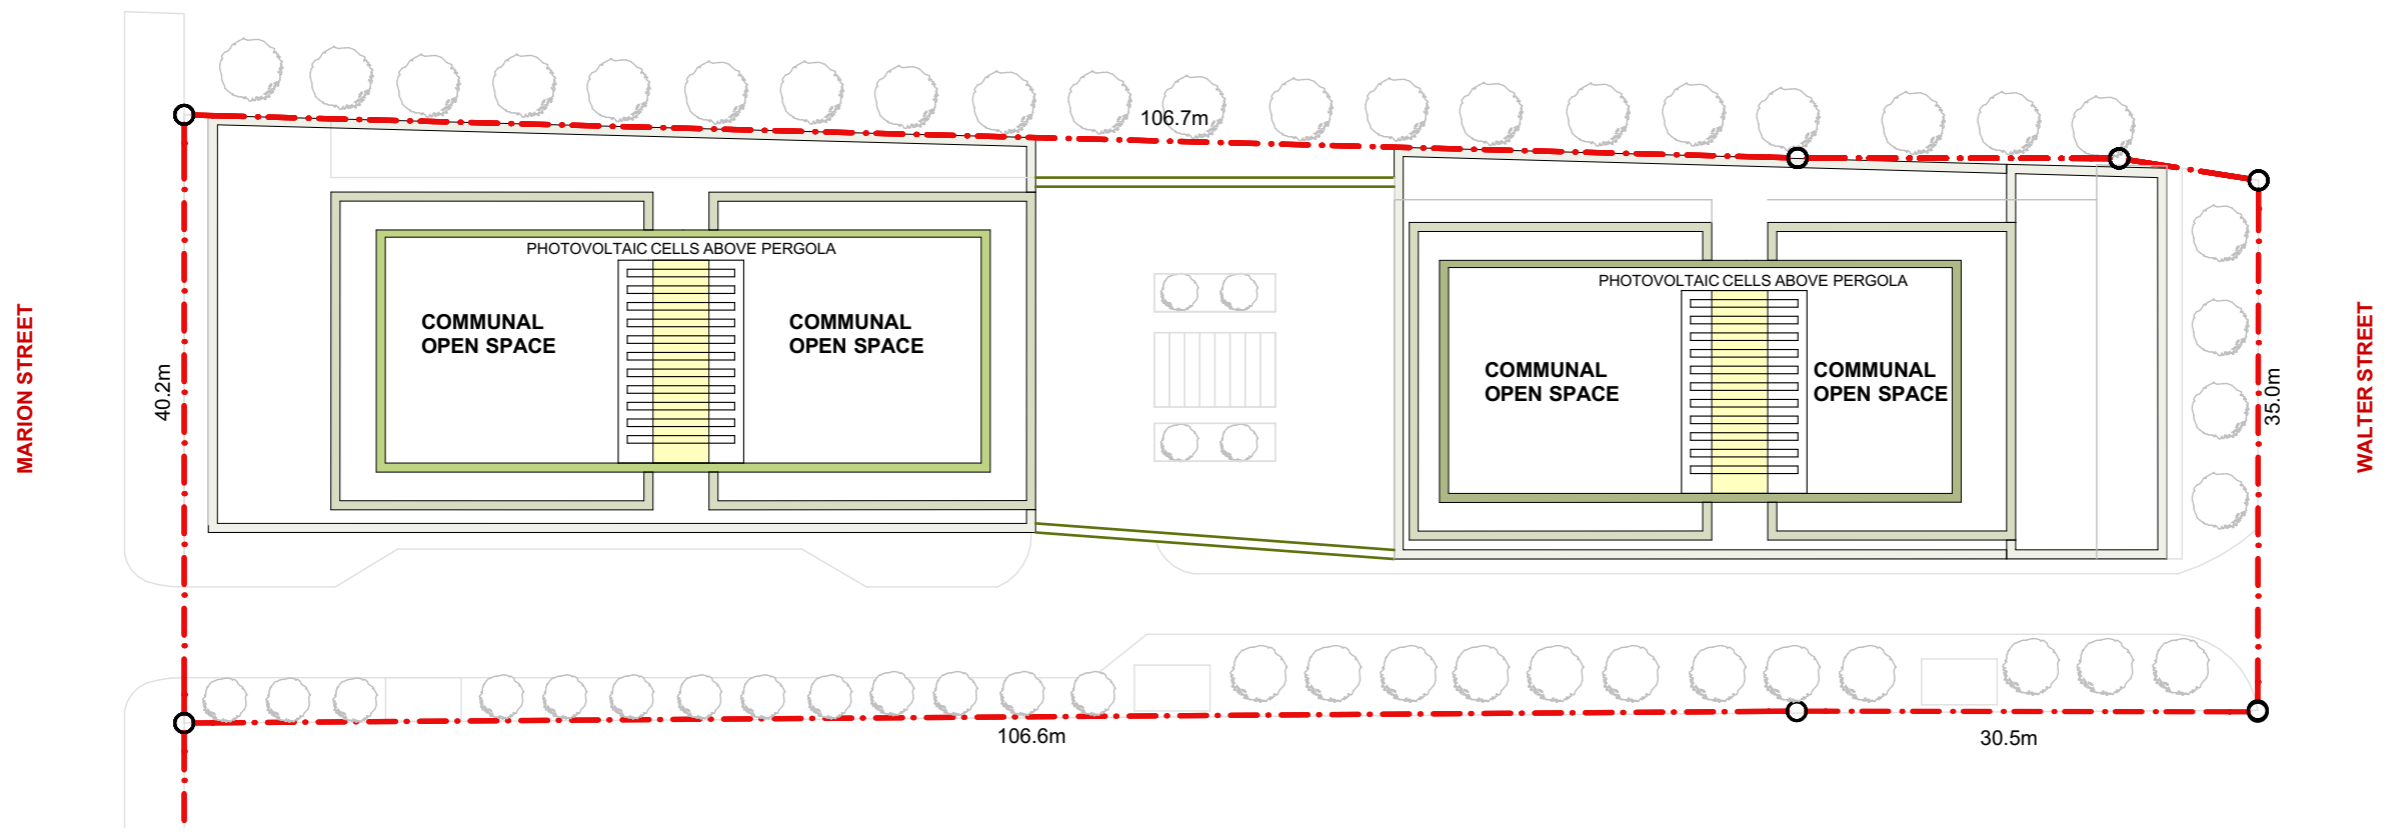 106.7m
PHOTOVOLTAIC CELLS ABOVE PERGOLA
PHOTOVOLTAIC CELLS ABOVE PERGOLA
MARION STREET
40.2m
COMMUNAL
OPEN SPACE
COMMUNAL
OPEN SPACE
COMMUNAL
OPEN SPACE
COMMUNAL
OPEN SPACE
35.0m
WALTER STREET
106.6m
30.5m